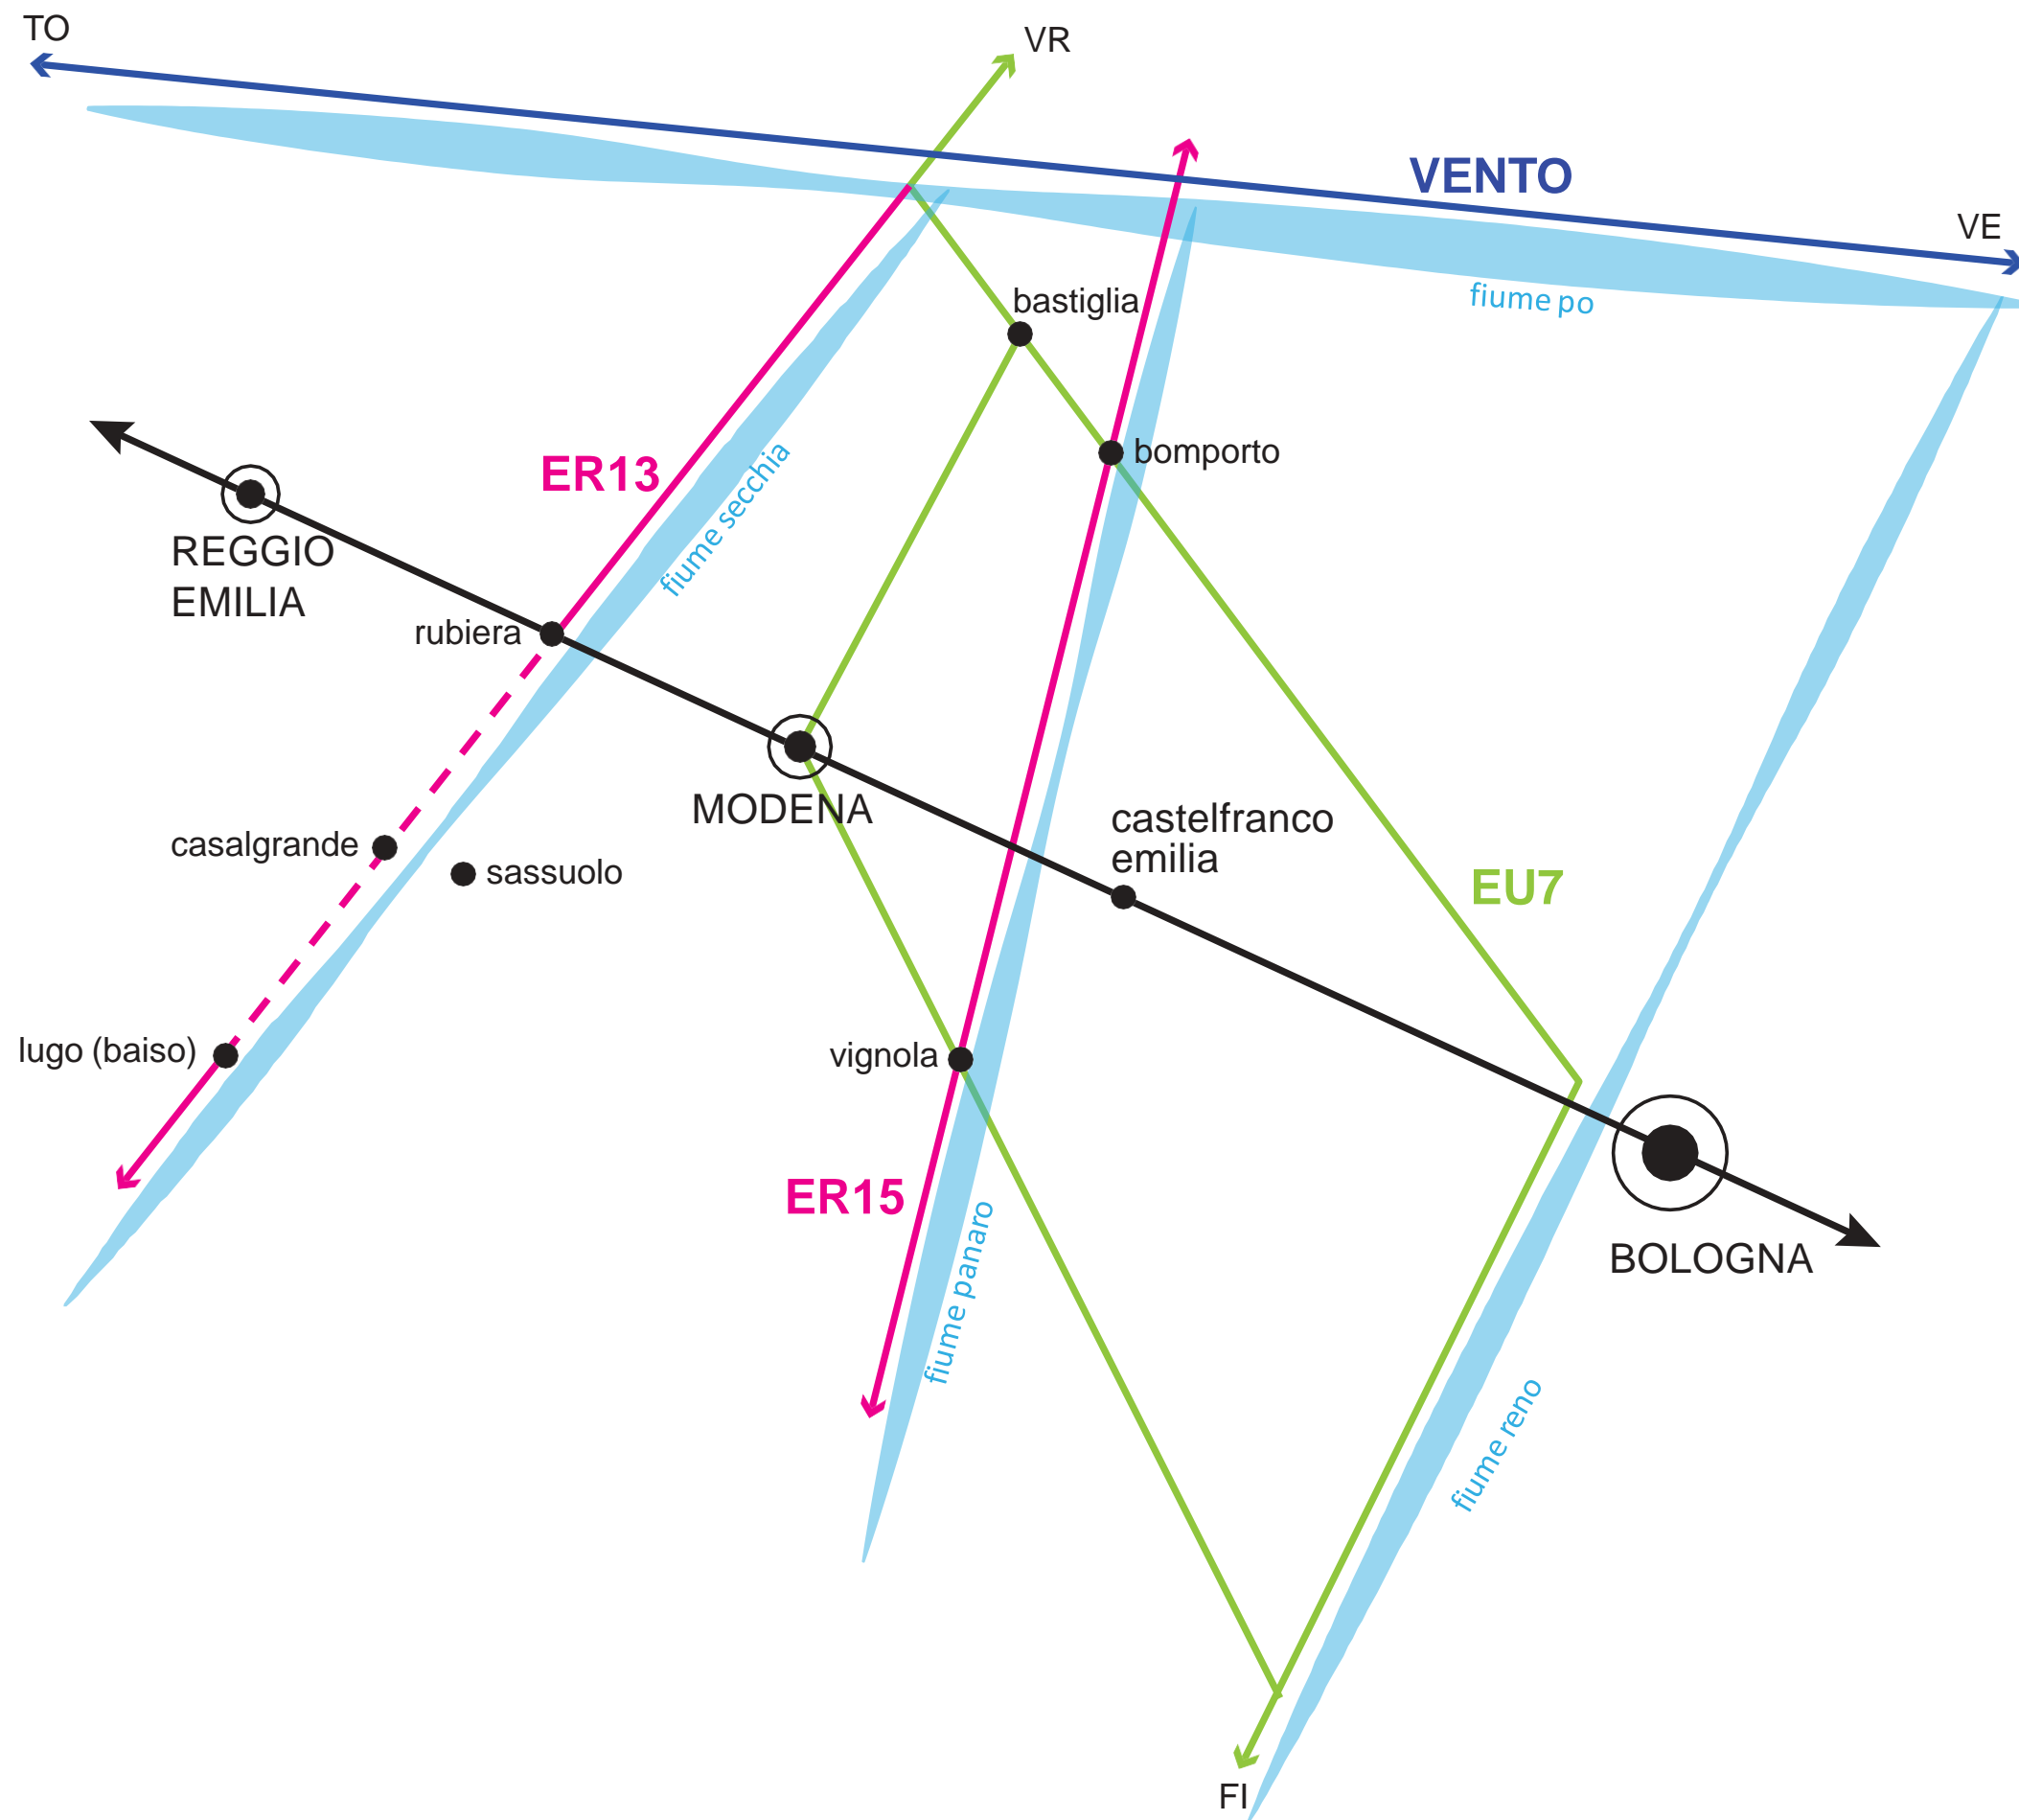 TO
VR
VENTO
VE
bastiglia
fiume po
bomporto
ER13
fiume secchia
REGGIO
EMILIA
rubiera
MODENA
castelfranco
emilia
casalgrande
sassuolo
EU7
lugo (baiso)
vignola
ER15
fiume panaro
BOLOGNA
fiume reno
FI